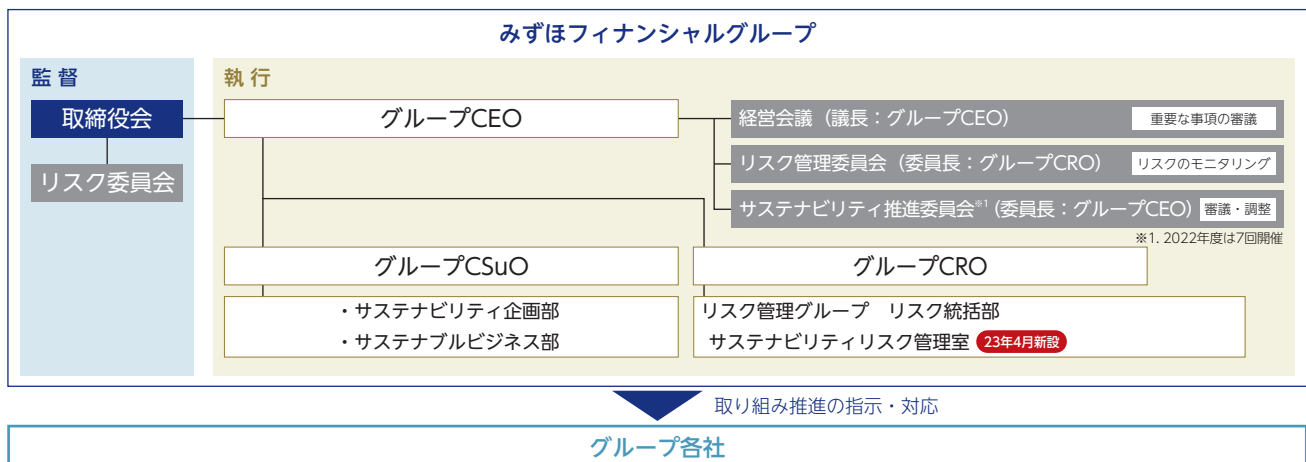 みずほフィナンシャルグループ
監督
執行
取締役会
リスク委員会
グループCEO
経営会議（議長：グループCEO） 重要な事項の審議
リスク管理委員会（委員長：グループCRO） リスクのモニタリング
サステナビリティ推進委員会※1（委員長：グループCEO） 審議・調整
※1. 2022年度は7回開催
グループCSuO
・サステナビリティ企画部
・サステナブルビジネス部
グループCRO
リスク管理グループ　リスク統括部
サステナビリティリスク管理室 23年4月新設
取り組み推進の指示・対応
グループ各社